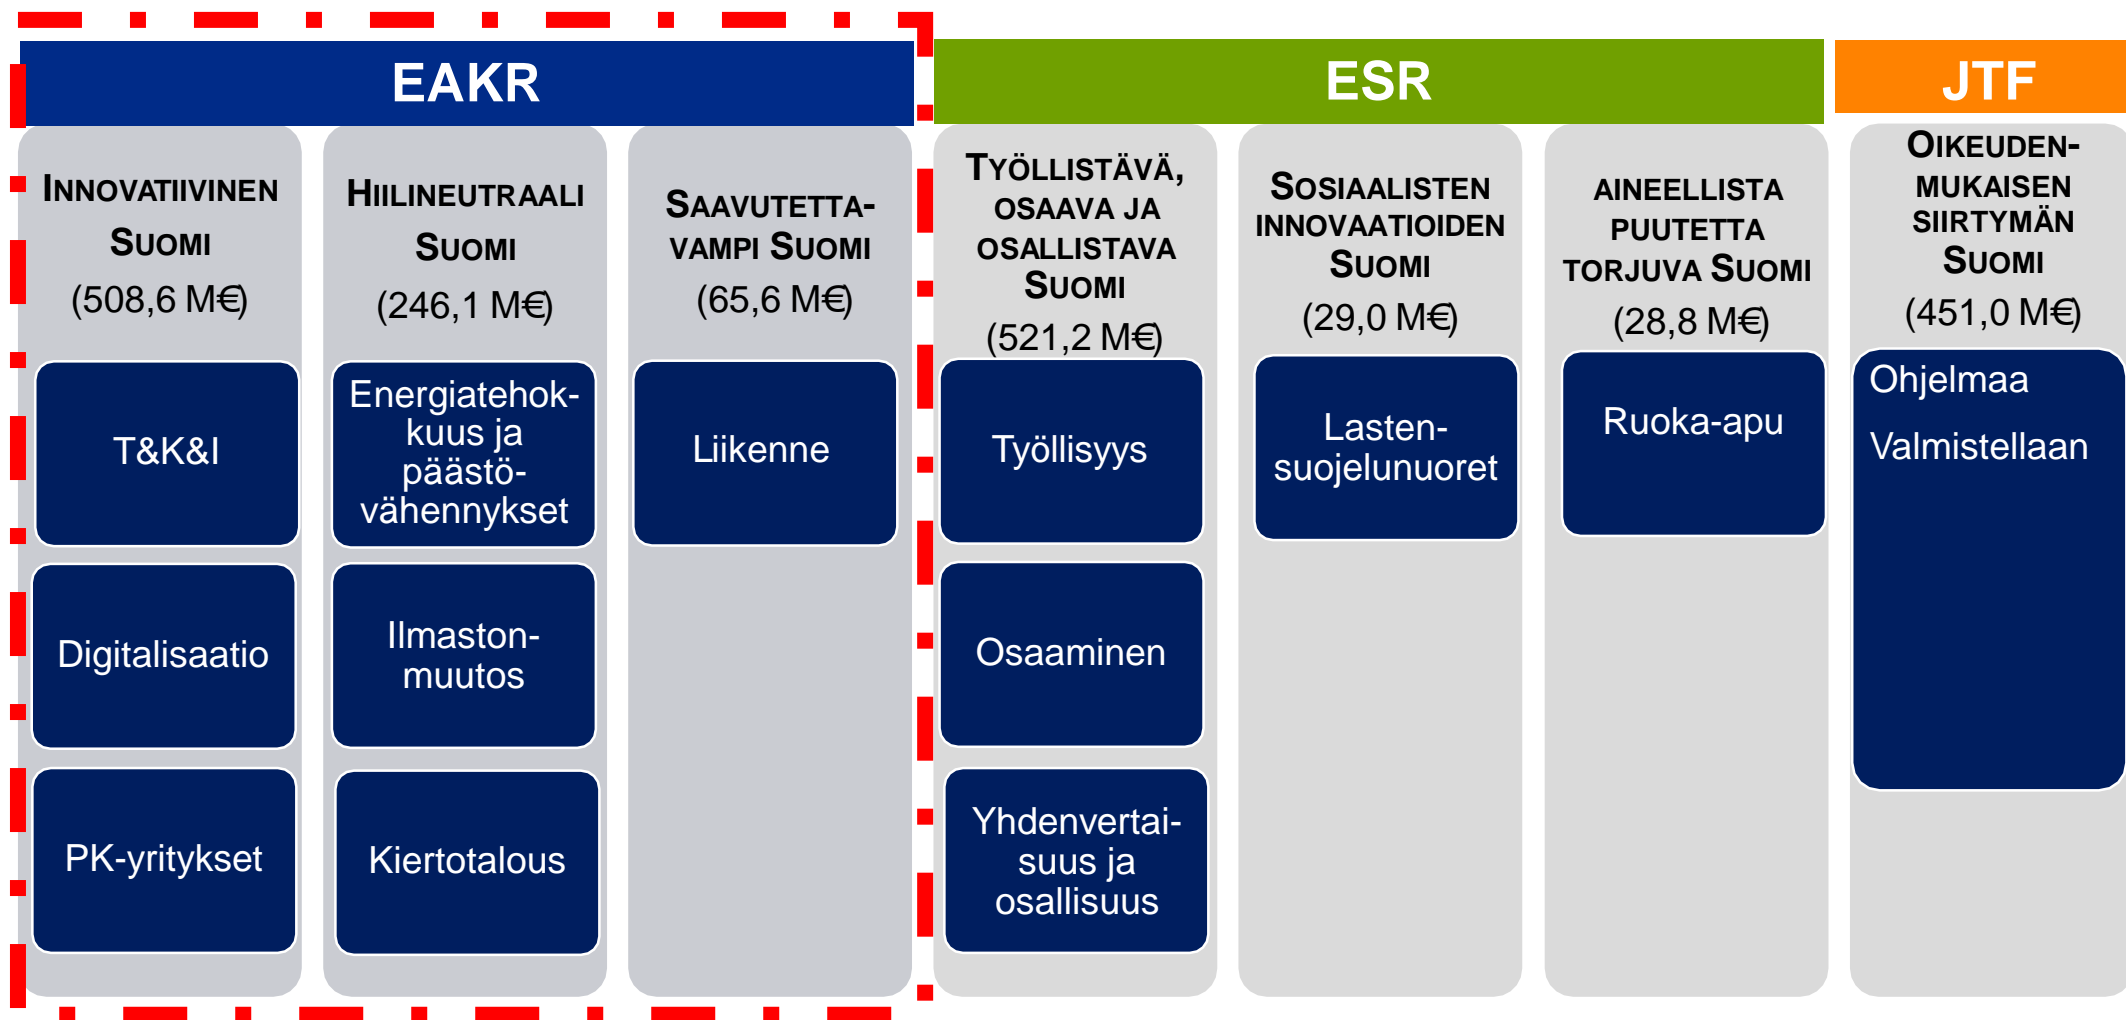 EAKR
INNOVATIIVINEN
SUOMI
(508,6 M€)
T&K&I
Digitalisaatio
PK-yritykset
HIILINEUTRAALI
SUOMI
(246,1 M€)
Energiatehok-
kuus ja
päästö-
vähennykset
Ilmaston-
muutos
Kiertotalous
SAAVUTETTA-
VAMPI SUOMI
(65,6 M€)
Liikenne
ESR
TYÖLLISTÄVÄ,
OSAAVA JA
OSALLISTAVA
SUOMI
(521,2 M€)
Työllisyys
Osaaminen
Yhdenvertai-
suus ja
osallisuus
SOSIAALISTEN
INNOVAATIOIDEN
SUOMI
(29,0 M€)
Lasten-
suojelunuoret
AINEELLISTA
PUUTETTA
TORJUVA SUOMI
(28,8 M€)
Ruoka-apu
JTF
OIKEUDEN-
MUKAISEN
SIIRTYMÄN
SUOMI
(451,0 M€)
Ohjelmaa
Valmistellaan